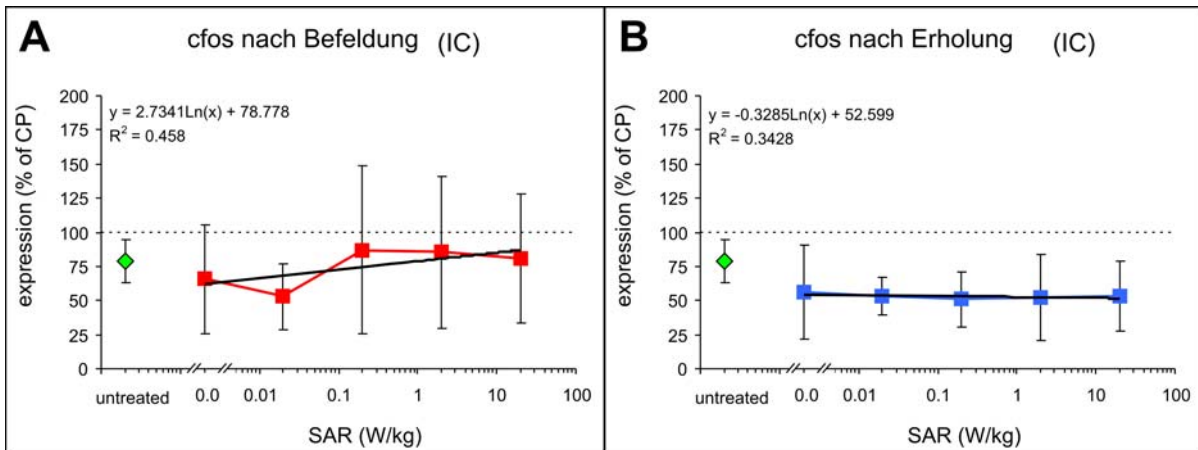 A
cfos nach Befeldung (IC)
expression (% of CP)
y = 2.7341Ln(x) + 78.778
R² = 0.458
200
175
150
125
100
75
50
25
0
untreated
0.0 0.01 0.1 1 10 100
SAR (W/kg)
B
cfos nach Erholung (IC)
expression (% of CP)
y = -0.3285Ln(x) + 52.599
R² = 0.3428
200
175
150
125
100
75
50
25
0
untreated
0.0 0.01 0.1 1 10 100
SAR (W/kg)